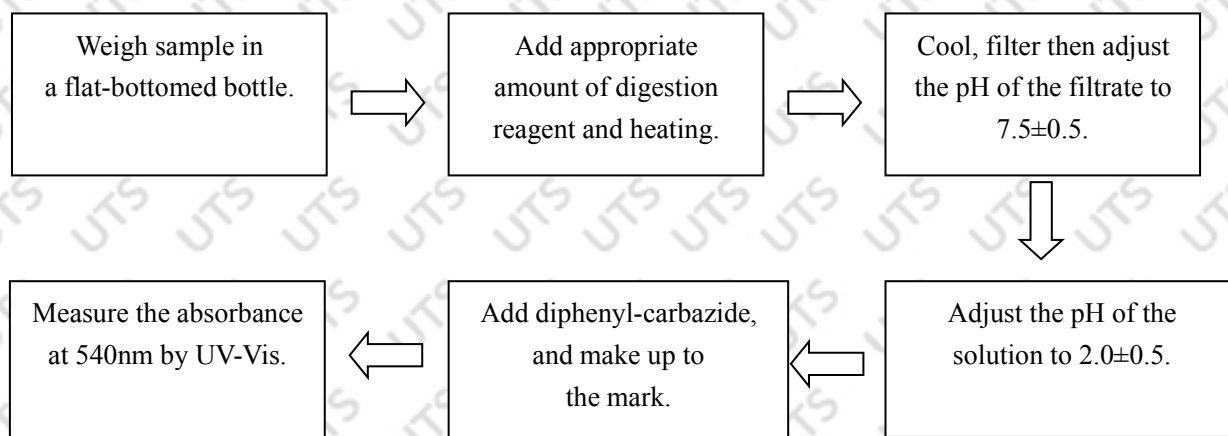 Weigh sample in
a flat-bottomed bottle.
Add appropriate
amount of digestion
reagent and heating.
Cool, filter then adjust
the pH of the filtrate to
7.5±0.5.
Adjust the pH of the
solution to 2.0±0.5.
Add diphenyl-carbazide,
and make up to
the mark.
Measure the absorbance
at 540nm by UV-Vis.
UTS